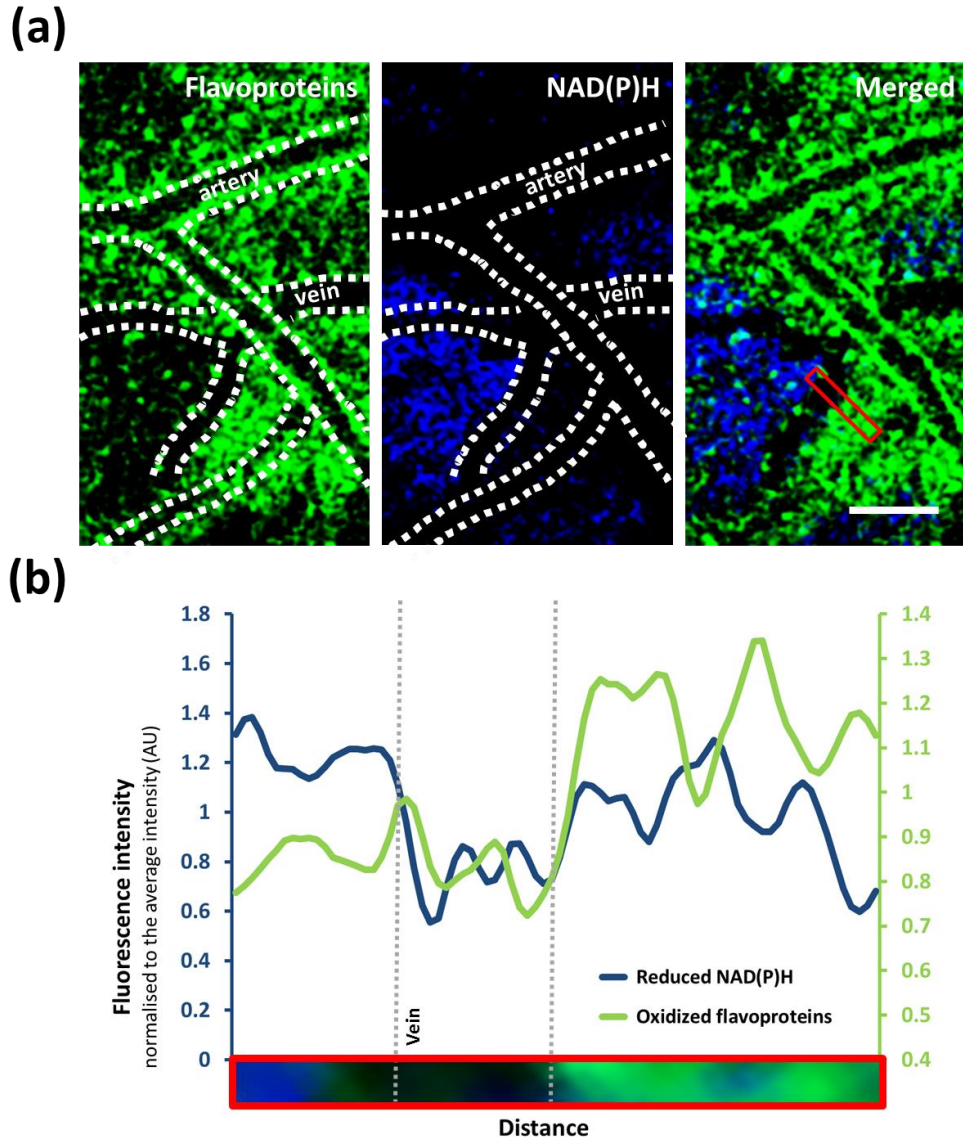 (a)
Flavoproteins
NAD(P)H
Merged
artery
artery
vein
vein
(b)
Fluorescence intensity
normalised to the average intensity (AU)
1.8
1.6
1.4
1.2
1
0.8
0.6
0.4
0.2
0
1.4
1.3
1.2
1.1
1
0.9
0.8
0.7
0.6
0.5
0.4
Vein
Reduced NAD(P)H
Oxidized flavoproteins
Distance